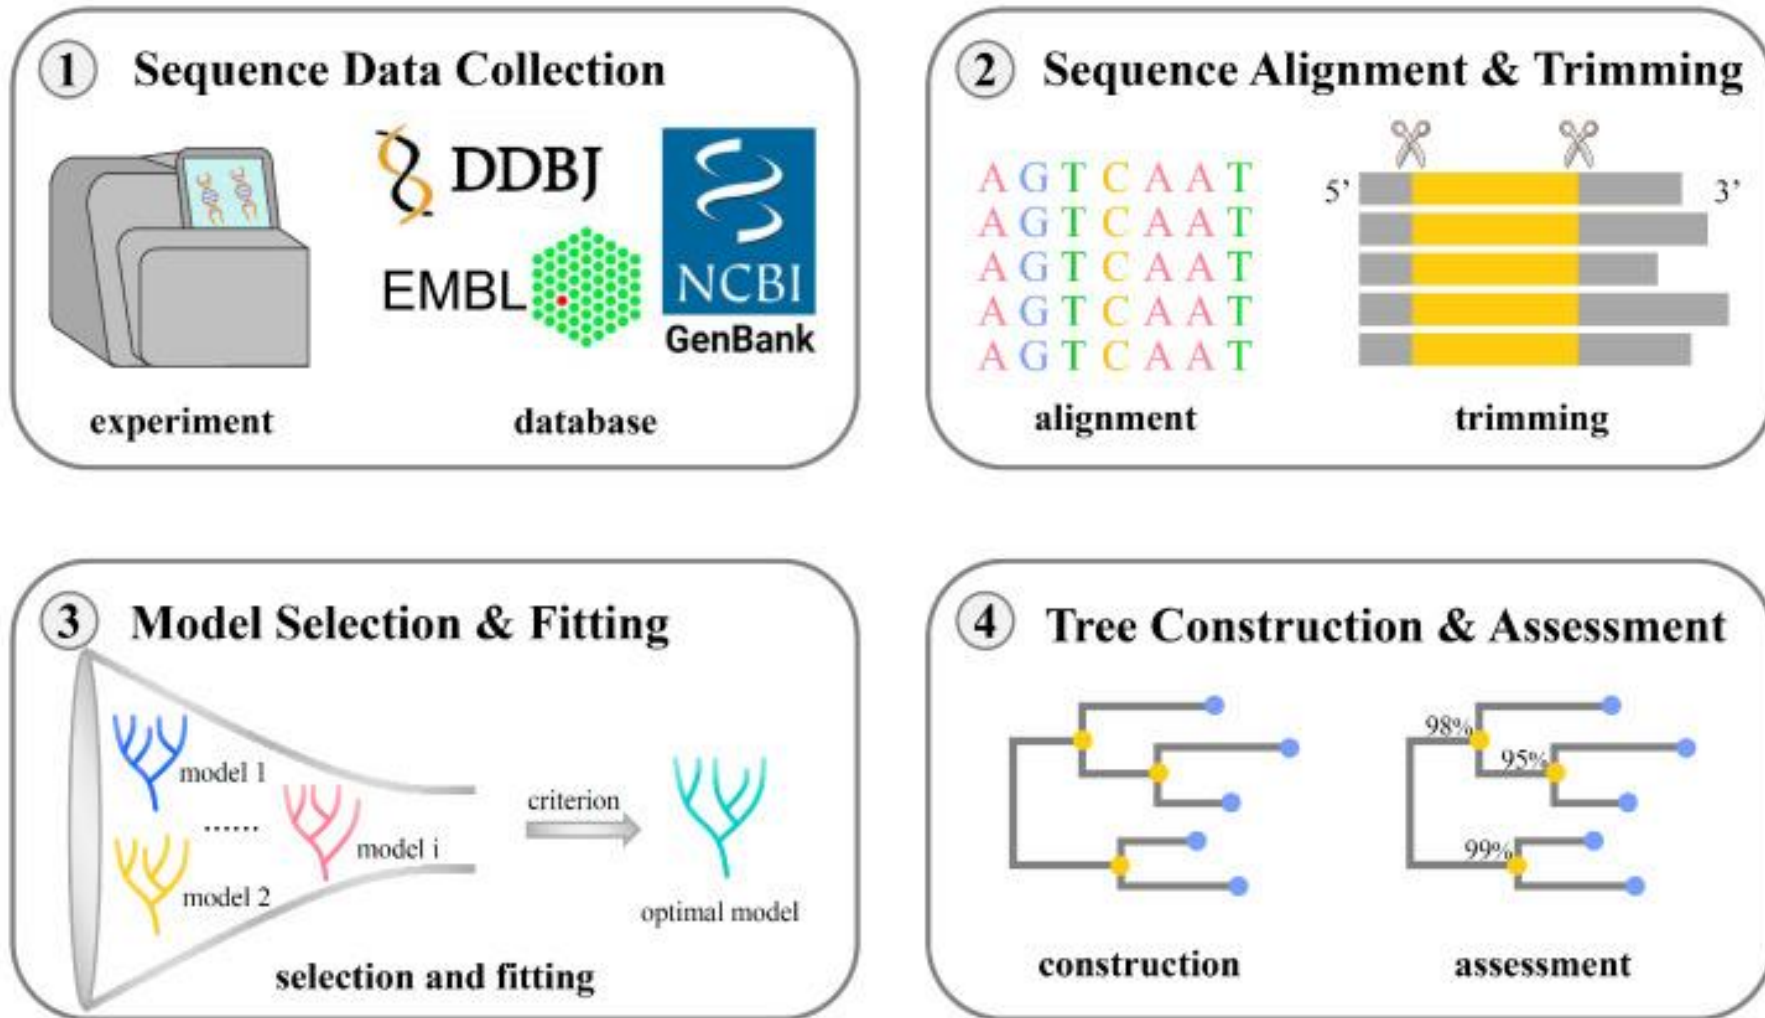 1 Sequence Data Collection
DDBJ
EMBL
NCBI
GenBank
experiment
database
2 Sequence Alignment & Trimming
A G T C A A T
A G T C A A T
A G T C A A T
A G T C A A T
A G T C A A T
5’ 3’
alignment
trimming
3 Model Selection & Fitting
model 1
......
model i
model 2
criterion
optimal model
selection and fitting
4 Tree Construction & Assessment
98%
95%
99%
construction
assessment